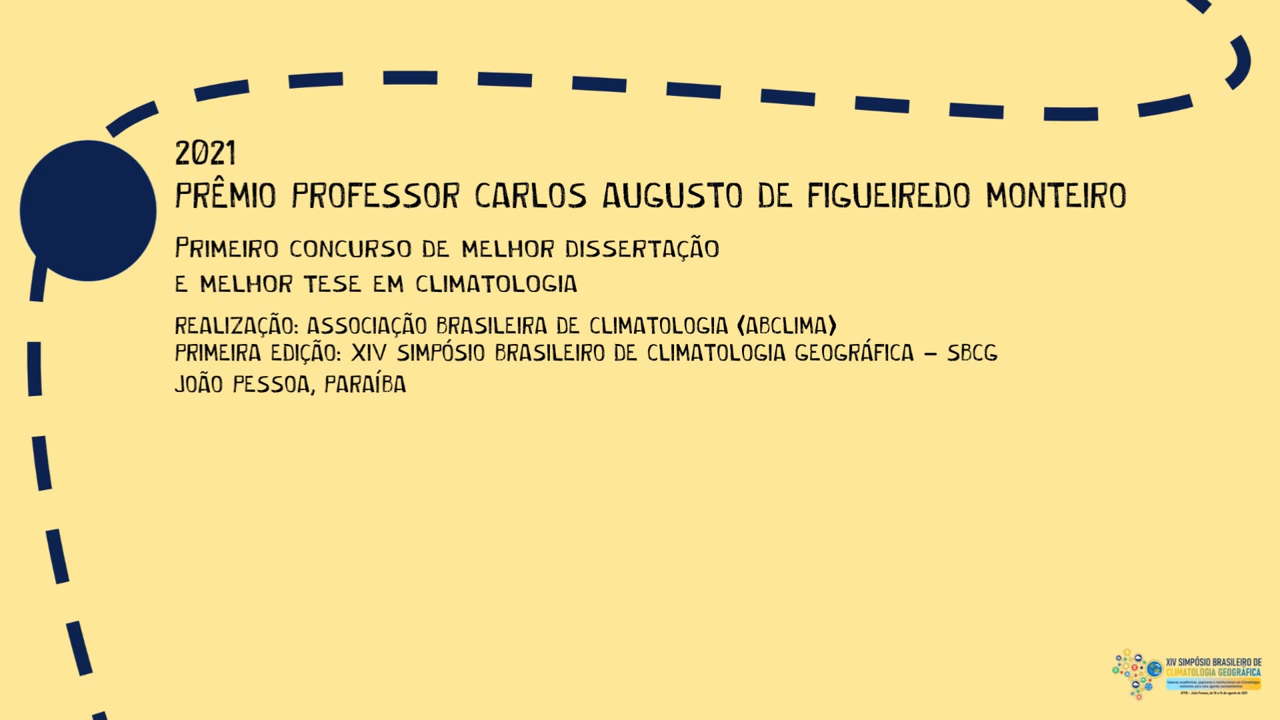 2021
PRÊMIO PROFESSOR CARLOS AUGUSTO DE FIGUEIREDO MONTEIRO
PRIMEIRO CONCURSO DE MELHOR DISSERTAÇÃO
E MELHOR TESE EM CLIMATOLOGIA
REALIZAÇÃO: ASSOCIAÇÃO BRASILEIRA DE CLIMATOLOGIA (ABCLIMA)
PRIMEIRA EDIÇÃO: XIV SIMPÓSIO BRASILEIRO DE CLIMATOLOGIA GEOGRÁFICA – SBCG
JOÃO PESSOA, PARAÍBA
XIV SIMPÓSIO BRASILEIRO DE
CLIMATOLOGIA GEOGRÁFICA